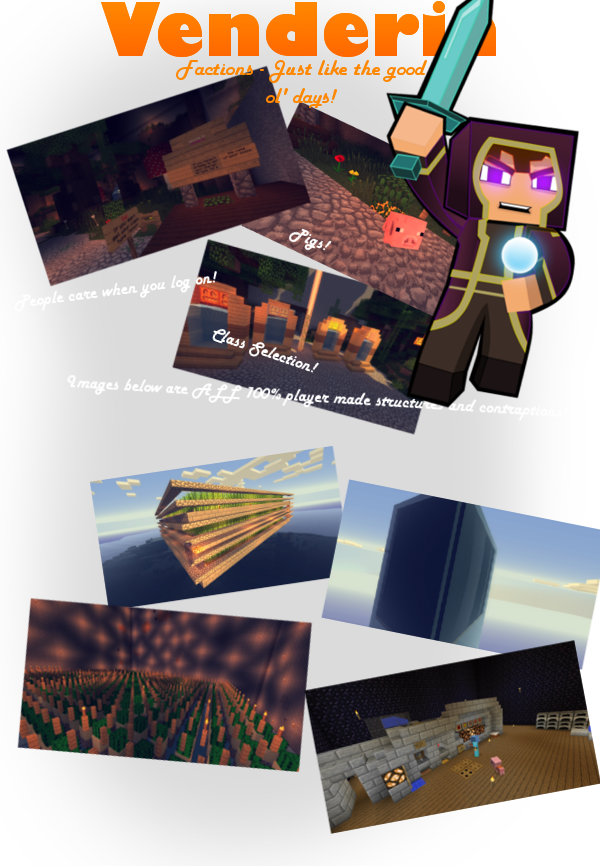 Venderia
Factions - Just like the good
ol' days!
Pigs!
People care when you log on!
Class Selection!
Images below are ALL 100% player made structures and contraptions